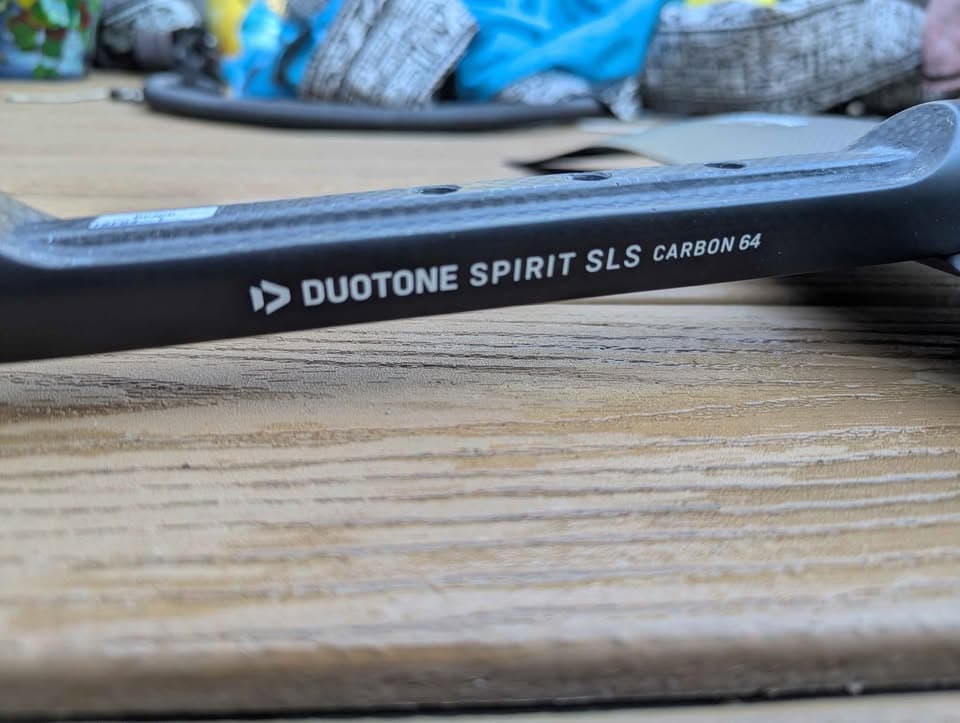 DUOTONE SPIRIT SLS CARBON 64